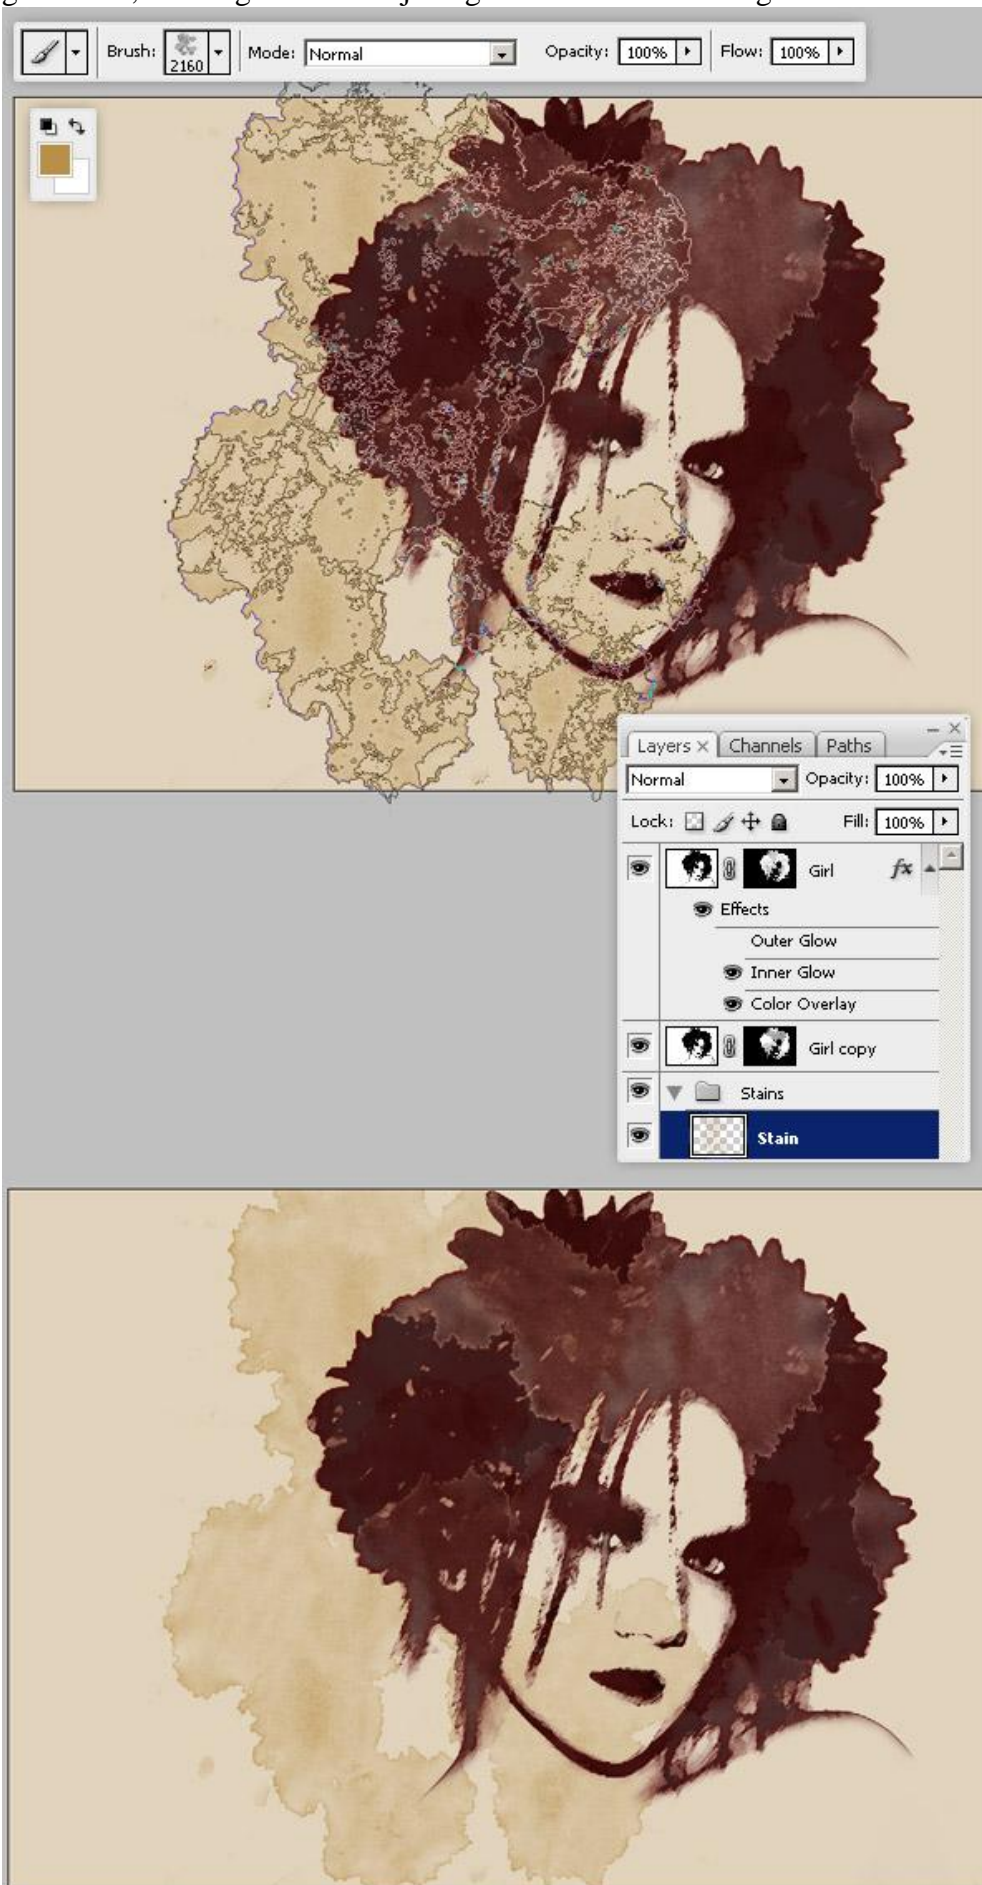 Brush: 2160 Mode: Normal Opacity: 100% Flow: 100%
Layers × Channels Paths
Normal Opacity: 100%
Lock: Fill: 100%
Girl fx
Effects
Outer Glow
Inner Glow
Color Overlay
Girl copy
Stains
Stain